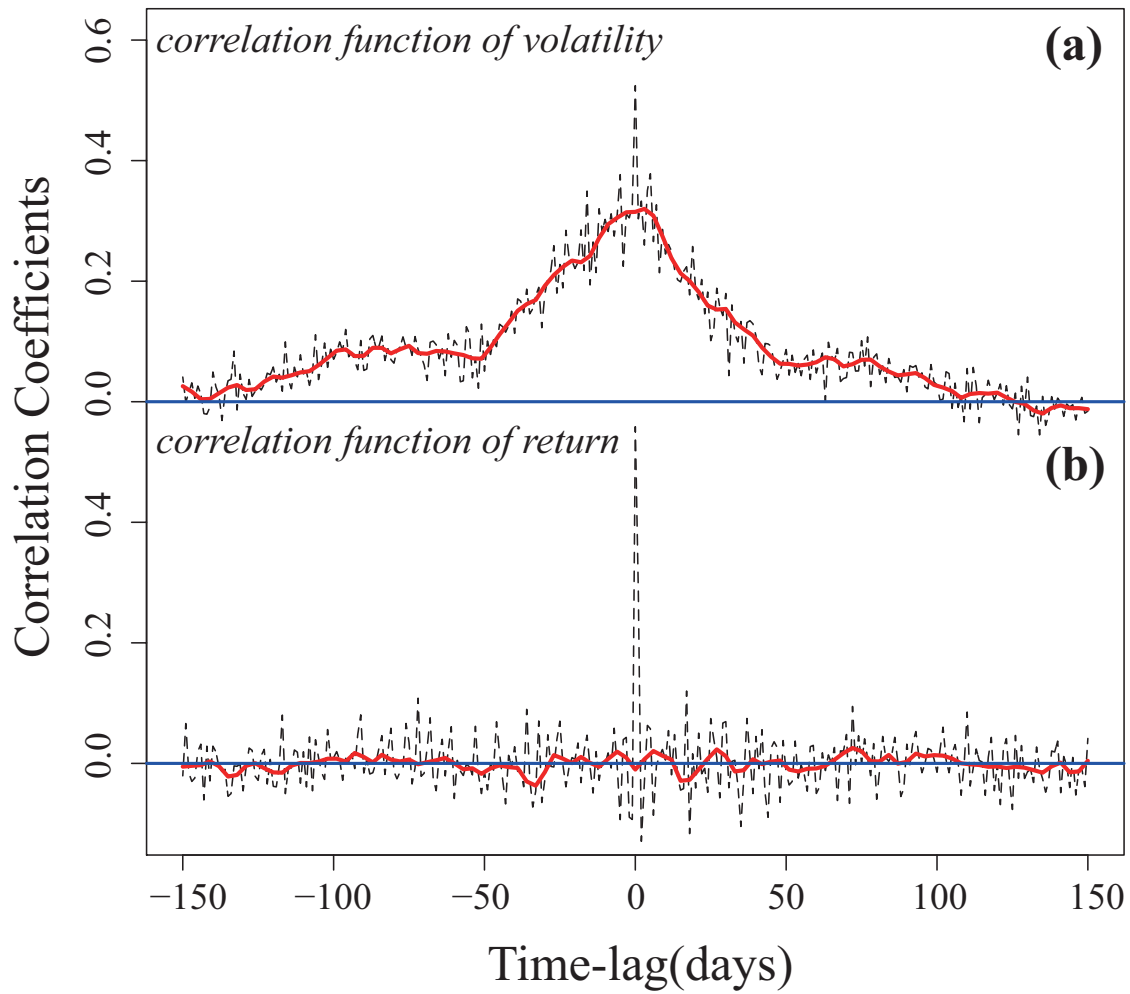 correlation function of volatility
(a)
0.6
0.4
0.2
0.0
correlation function of return
(b)
0.4
0.2
0.0
Correlation Coefficients
−150
−100
−50
0
50
100
150
Time-lag(days)